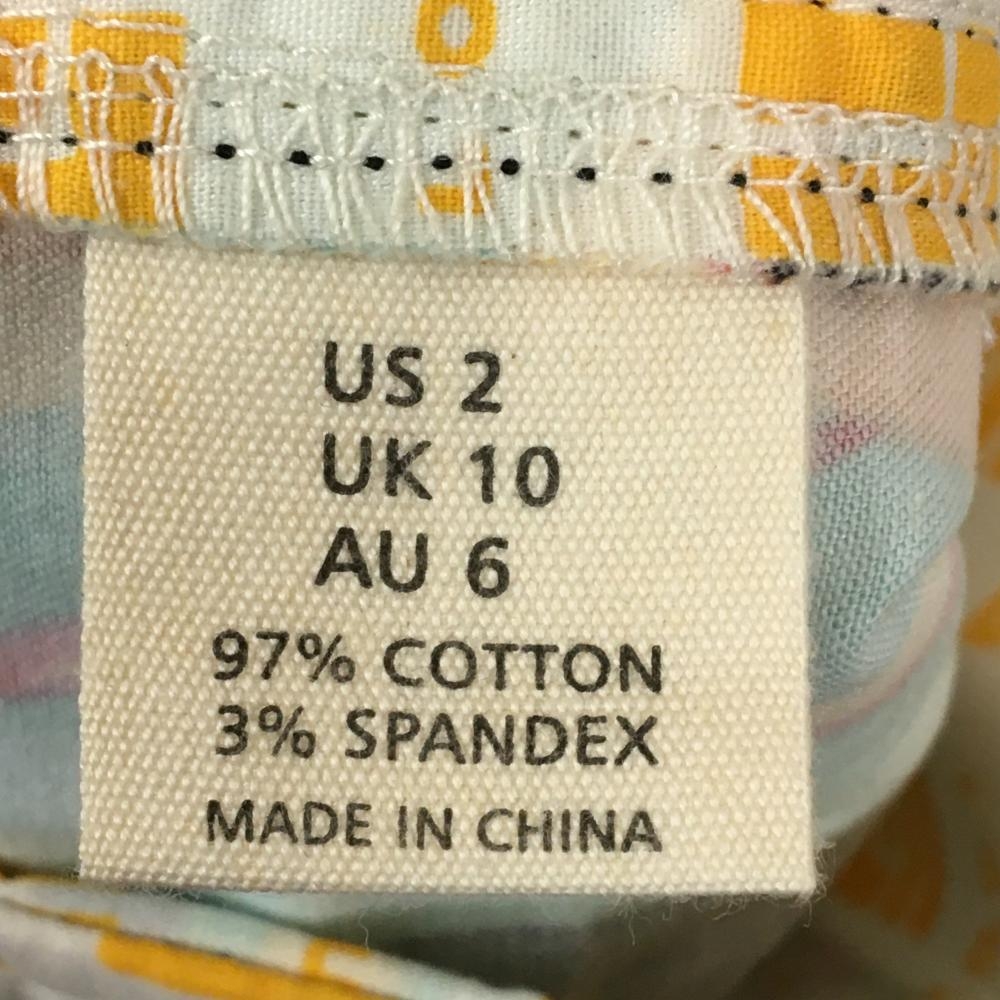 US 2
UK 10
AU 6
97% COTTON
3% SPANDEX
MADE IN CHINA